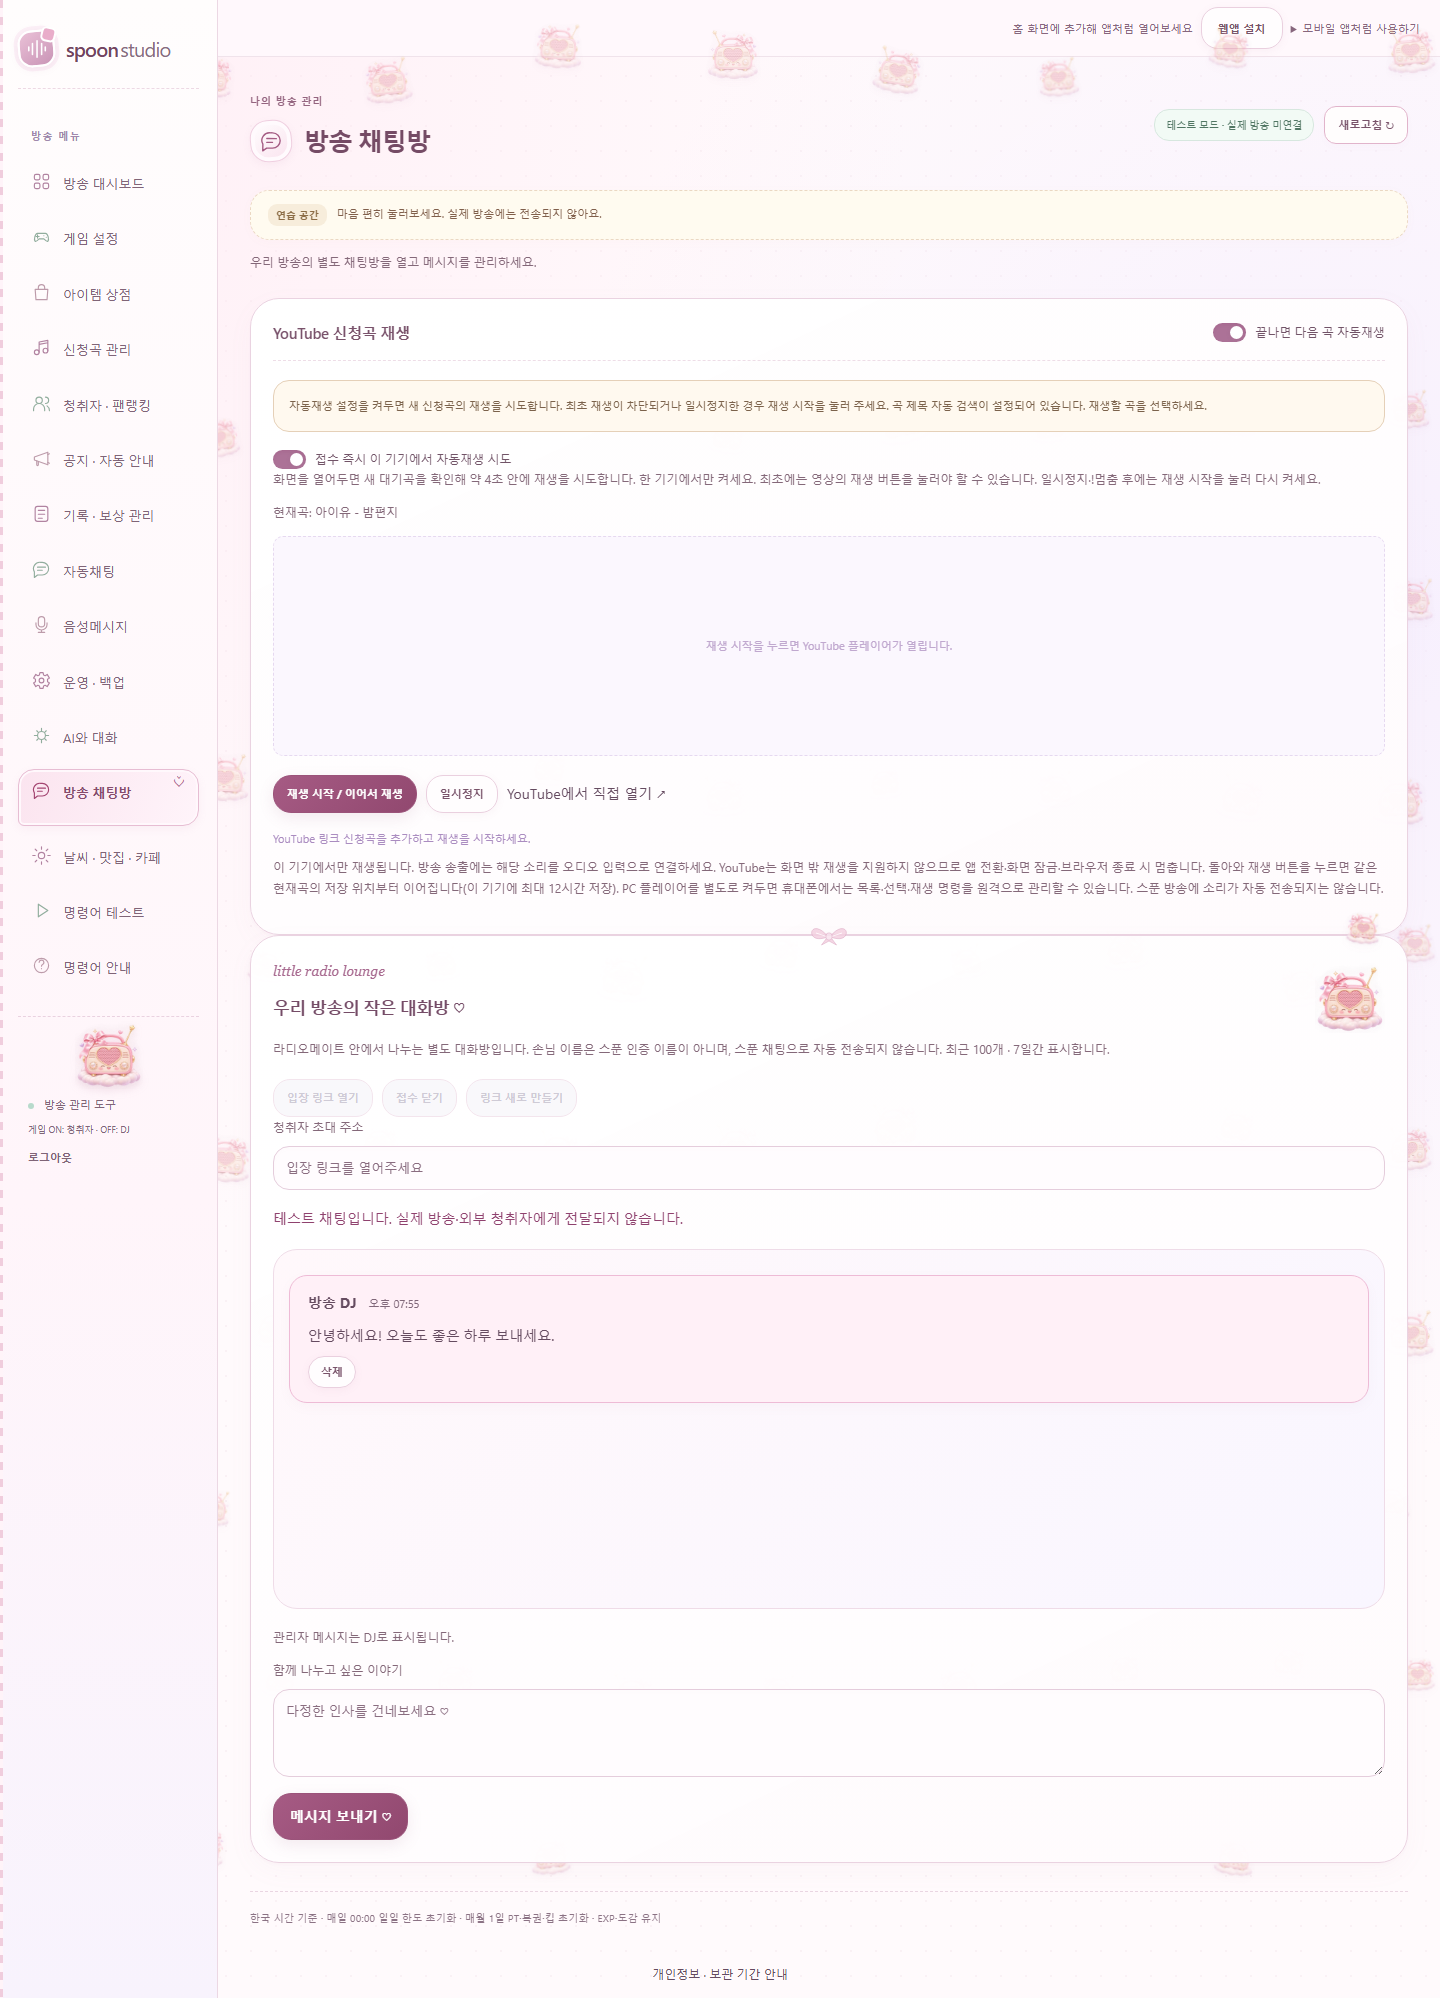 홈 화면에 추가해 앱처럼 열어보세요 웹앱 설치 ▶ 모바일 앱처럼 사용하기
spoon studio
방송 메뉴
방송 대시보드
게임 설정
아이템 상점
신청곡 관리
청취자 · 팬랭킹
공지 · 자동 안내
기록 · 보상 관리
자동채팅
음성메시지
운영 · 백업
AI와 대화
방송 채팅방
날씨 · 맛집 · 카페
명령어 테스트
명령어 안내
방송 관리 도구
게임 ON: 청취자 · OFF: DJ
로그아웃
나의 방송 관리
방송 채팅방
테스트 모드 · 실제 방송 미연결 새로고침 ↻
연습 공간 마음 편히 눌러보세요. 실제 방송에는 전송되지 않아요.
우리 방송의 별도 채팅방을 열고 메시지를 관리하세요.
YouTube 신청곡 재생 끝나면 다음 곡 자동재생
자동재생 설정을 켜두면 새 신청곡의 재생을 시도합니다. 최초 재생이 차단되거나 일시정지한 경우 재생 시작을 눌러 주세요. 곡 제목 자동 검색이 설정되어 있습니다. 재생할 곡을 선택하세요.
접수 즉시 이 기기에서 자동재생 시도
화면을 열어두면 새 대기곡을 확인해 약 4초 안에 재생을 시도합니다. 한 기기에서만 켜세요. 최초에는 영상의 재생 버튼을 눌러야 할 수 있습니다. 일시정지·!멈춤 후에는 재생 시작을 눌러 다시 켜세요.
현재곡: 아이유 - 밤편지
재생 시작을 누르면 YouTube 플레이어가 열립니다.
재생 시작 / 이어서 재생 일시정지 YouTube에서 직접 열기 ↗
YouTube 링크 신청곡을 추가하고 재생을 시작하세요.
이 기기에서만 재생됩니다. 방송 송출에는 해당 소리를 오디오 입력으로 연결하세요. YouTube는 화면 밖 재생을 지원하지 않으므로 앱 전환·화면 잠금·브라우저 종료 시 멈춥니다. 돌아와 재생 버튼을 누르면 같은
현재곡의 저장 위치부터 이어집니다(이 기기에 최대 12시간 저장). PC 플레이어를 별도로 켜두면 휴대폰에서는 목록·선택·재생 명령을 원격으로 관리할 수 있습니다. 스푼 방송에 소리가 자동 전송되지는 않습니다.
little radio lounge
우리 방송의 작은 대화방 ♡
라디오메이트 안에서 나누는 별도 대화방입니다. 손님 이름은 스푼 인증 이름이 아니며, 스푼 채팅으로 자동 전송되지 않습니다. 최근 100개 · 7일간 표시합니다.
입장 링크 열기 접수 닫기 링크 새로 만들기
청취자 초대 주소
입장 링크를 열어주세요
테스트 채팅입니다. 실제 방송·외부 청취자에게 전달되지 않습니다.
방송 DJ 오후 07:55
안녕하세요! 오늘도 좋은 하루 보내세요.
삭제
관리자 메시지는 DJ로 표시됩니다.
함께 나누고 싶은 이야기
다정한 인사를 건네보세요 ♡
메시지 보내기 ♡
한국 시간 기준 · 매일 00:00 일일 한도 초기화 · 매월 1일 PT·복권·킵 초기화 · EXP·도감 유지
개인정보 · 보관 기간 안내